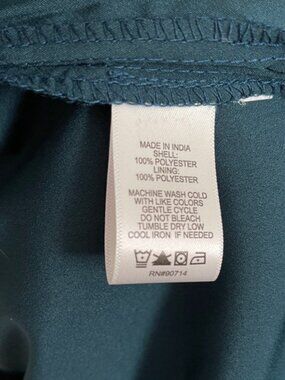 MADE IN INDIA
SHELL:
100% POLYESTER
LINING:
100% POLYESTER
MACHINE WASH COLD
WITH LIKE COLORS
GENTLE CYCLE
DO NOT BLEACH
TUMBLE DRY LOW
COOL IRON IF NEEDED
RN#90714